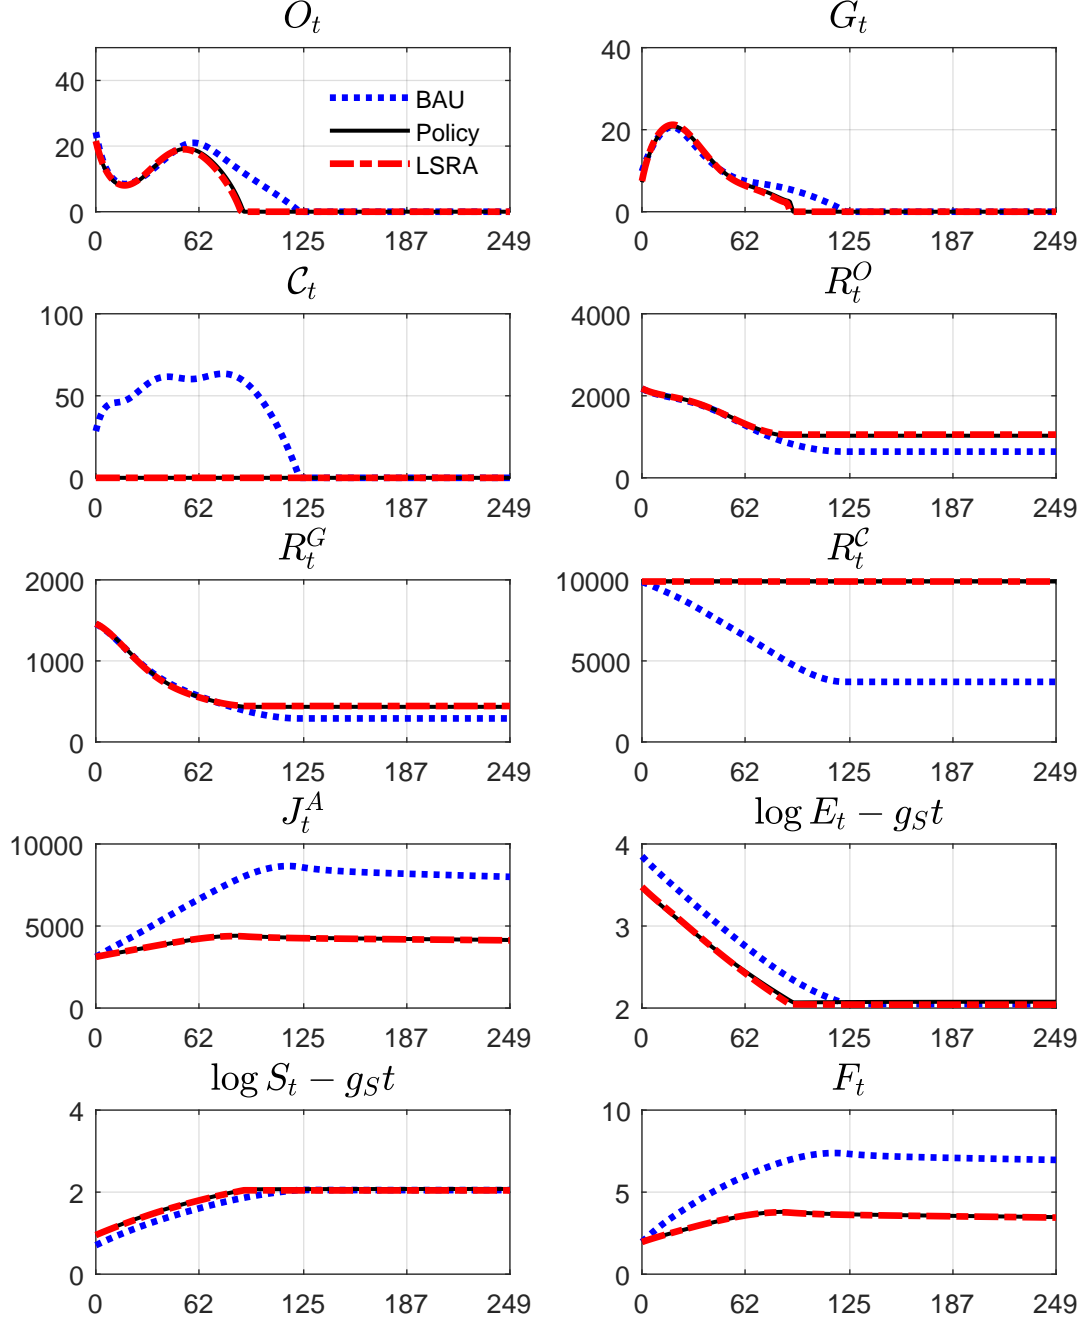 O_t
G_t
40
20
0
0 62 125 187 249
BAU
Policy
LSRA
40
20
0
0 62 125 187 249
𝒞_t
R_t^O
100
50
0
0 62 125 187 249
4000
2000
0
0 62 125 187 249
R_t^G
R_t^𝒞
2000
1000
0
0 62 125 187 249
10000
5000
0
0 62 125 187 249
J_t^A
log E_t − g_S t
10000
5000
0
0 62 125 187 249
4
3
2
0 62 125 187 249
log S_t − g_S t
F_t
4
2
0
0 62 125 187 249
10
5
0
0 62 125 187 249